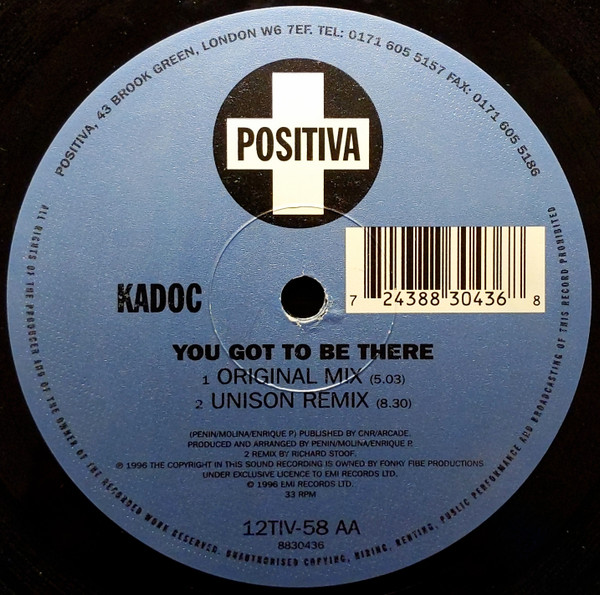 POSITIVA, 43 BROOK GREEN, LONDON W6 7EF. TEL: 0171 605 5157 FAX: 0171 605 5186
POSITIVA
7 24388 30436 8
KADOC
YOU GOT TO BE THERE
1 ORIGINAL MIX (5.03)
2 UNISON REMIX (8.30)
(PENIN/MOLINA/ENRIQUE P) PUBLISHED BY CNR/ARCADE.
PRODUCED AND ARRANGED BY PENIN/MOLINA/ENRIQUE P.
2 REMIX BY RICHARD STOOF.
℗ 1996 THE COPYRIGHT IN THIS SOUND RECORDING IS OWNED BY FONKY FIBE PRODUCTIONS
UNDER EXCLUSIVE LICENCE TO EMI RECORDS LTD.
© 1996 EMI RECORDS LTD.
33 RPM
12TIV-58 AA
8830436
ALL RIGHTS OF THE PRODUCER AND OF THE OWNER OF THE RECORDED WORK RESERVED. UNAUTHORISED COPYING, HIRING, RENTING, PUBLIC PERFORMANCE AND BROADCASTING OF THIS RECORD PROHIBITED